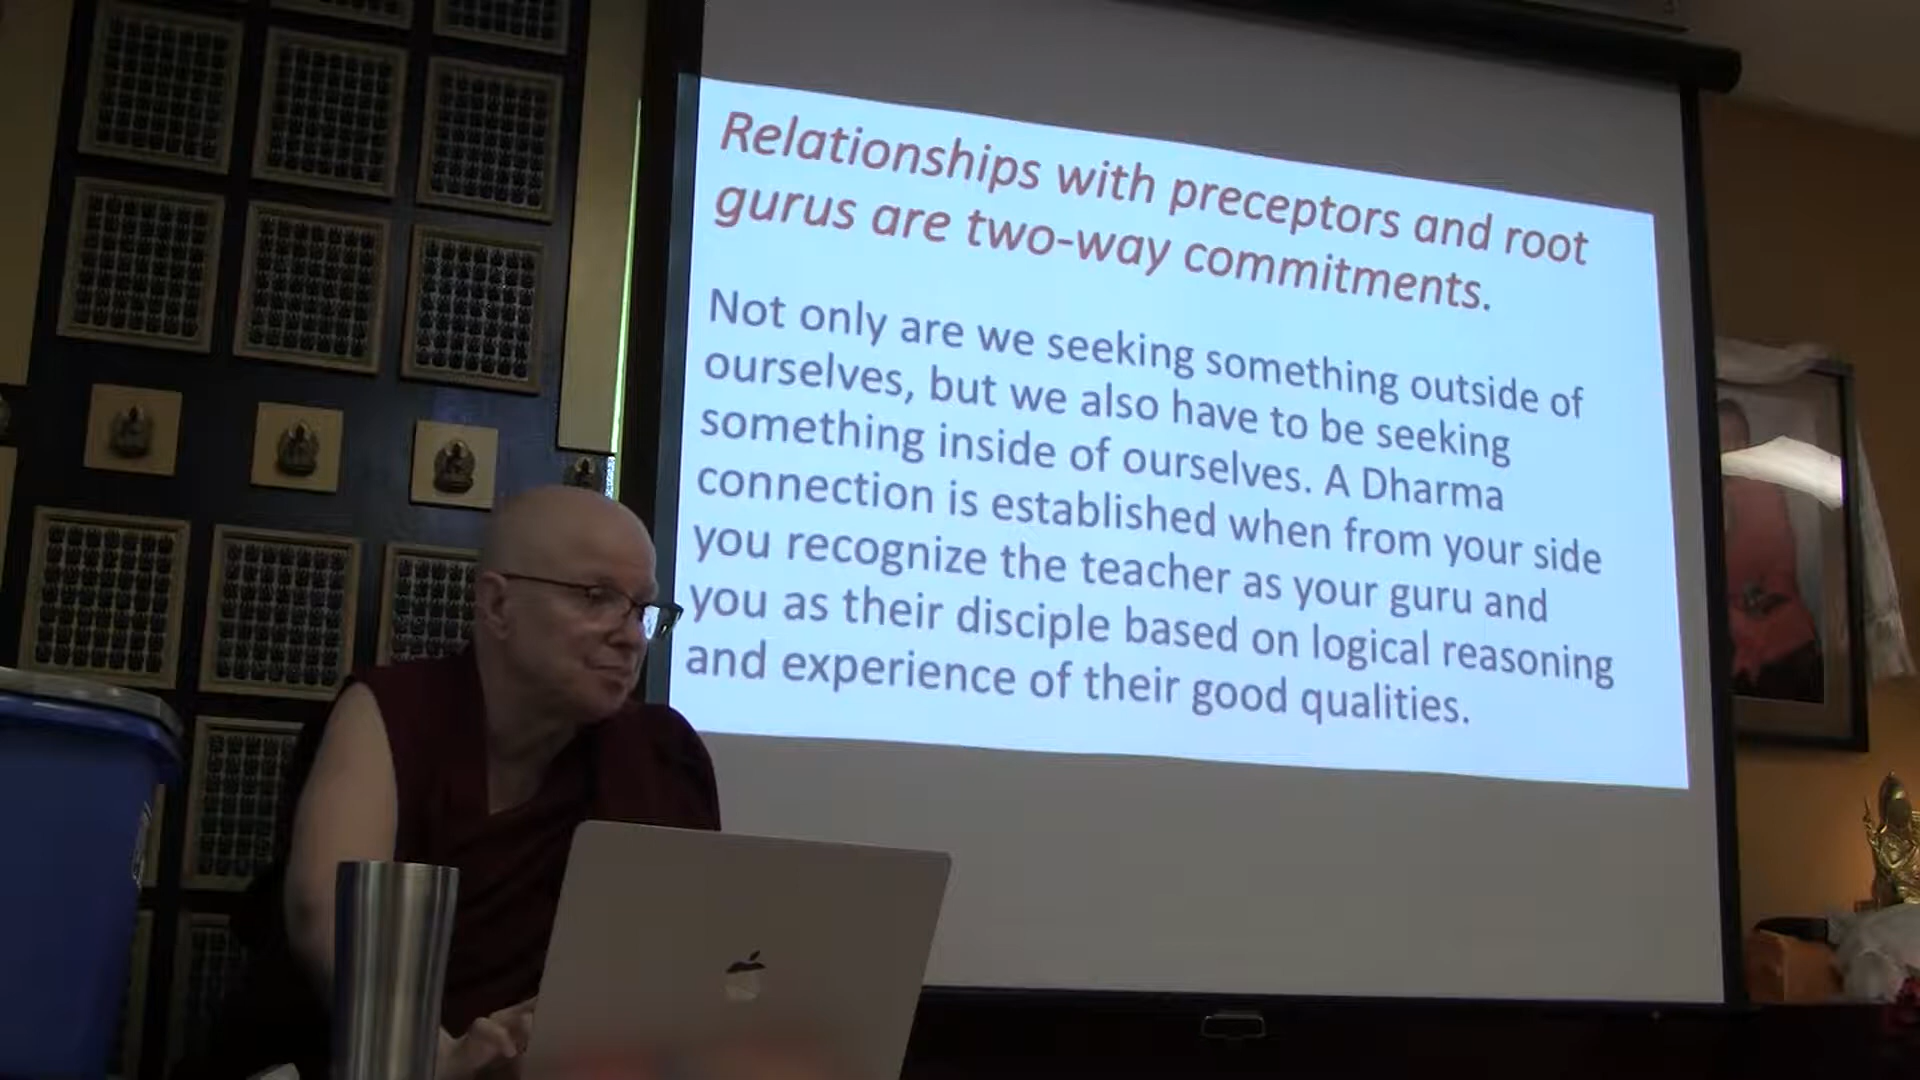 Relationships with preceptors and root
gurus are two-way commitments.
Not only are we seeking something outside of
ourselves, but we also have to be seeking
something inside of ourselves. A Dharma
connection is established when from your side
you recognize the teacher as your guru and
you as their disciple based on logical reasoning
and experience of their good qualities.